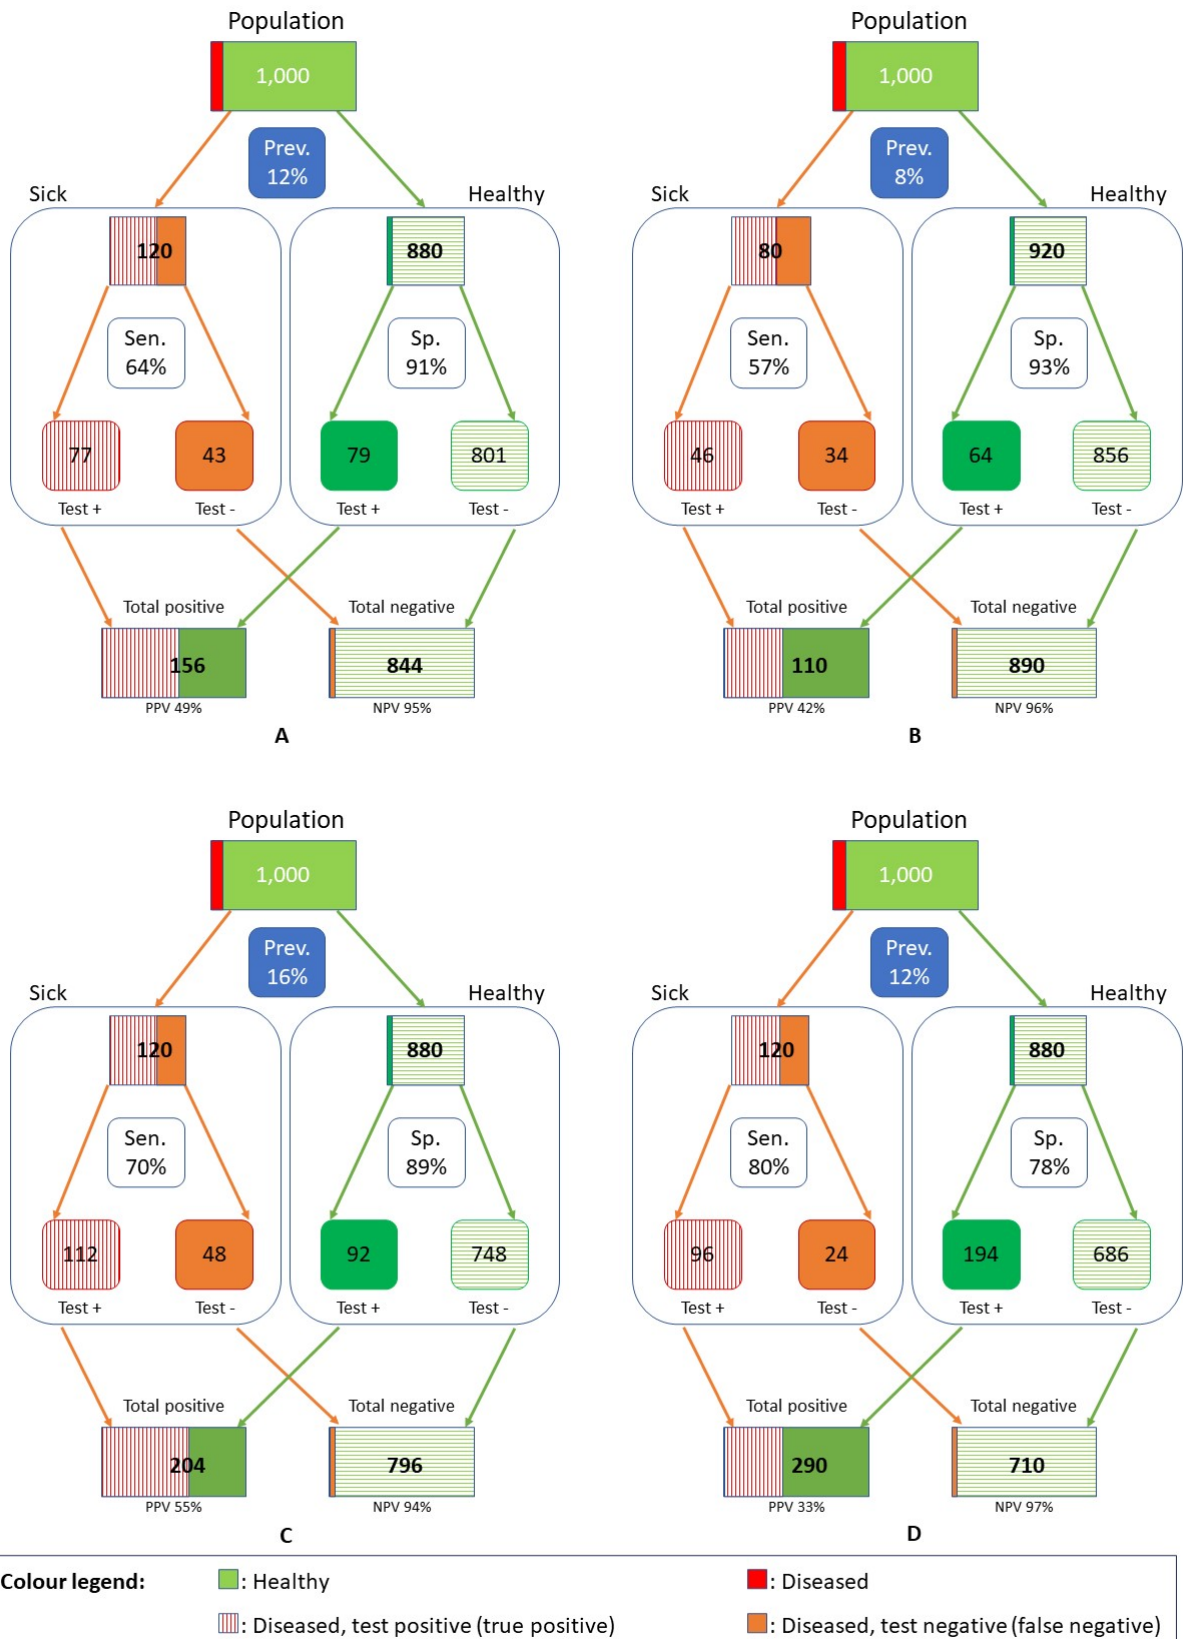 Population
1,000
Prev.
12%
Sick
Healthy
120
880
Sen.
64%
Sp.
91%
77
43
79
801
Test +
Test -
Test +
Test -
Total positive
Total negative
156
844
PPV 49%
NPV 95%
A
Population
1,000
Prev.
8%
Sick
Healthy
80
920
Sen.
57%
Sp.
93%
46
34
64
856
Test +
Test -
Test +
Test -
Total positive
Total negative
110
890
PPV 42%
NPV 96%
B
Population
1,000
Prev.
16%
Sick
Healthy
120
880
Sen.
70%
Sp.
89%
112
48
92
748
Test +
Test -
Test +
Test -
Total positive
Total negative
204
796
PPV 55%
NPV 94%
C
Population
1,000
Prev.
12%
Sick
Healthy
120
880
Sen.
80%
Sp.
78%
96
24
194
686
Test +
Test -
Test +
Test -
Total positive
Total negative
290
710
PPV 33%
NPV 97%
D
Colour legend:
: Healthy
: Diseased
: Diseased, test positive (true positive)
: Diseased, test negative (false negative)